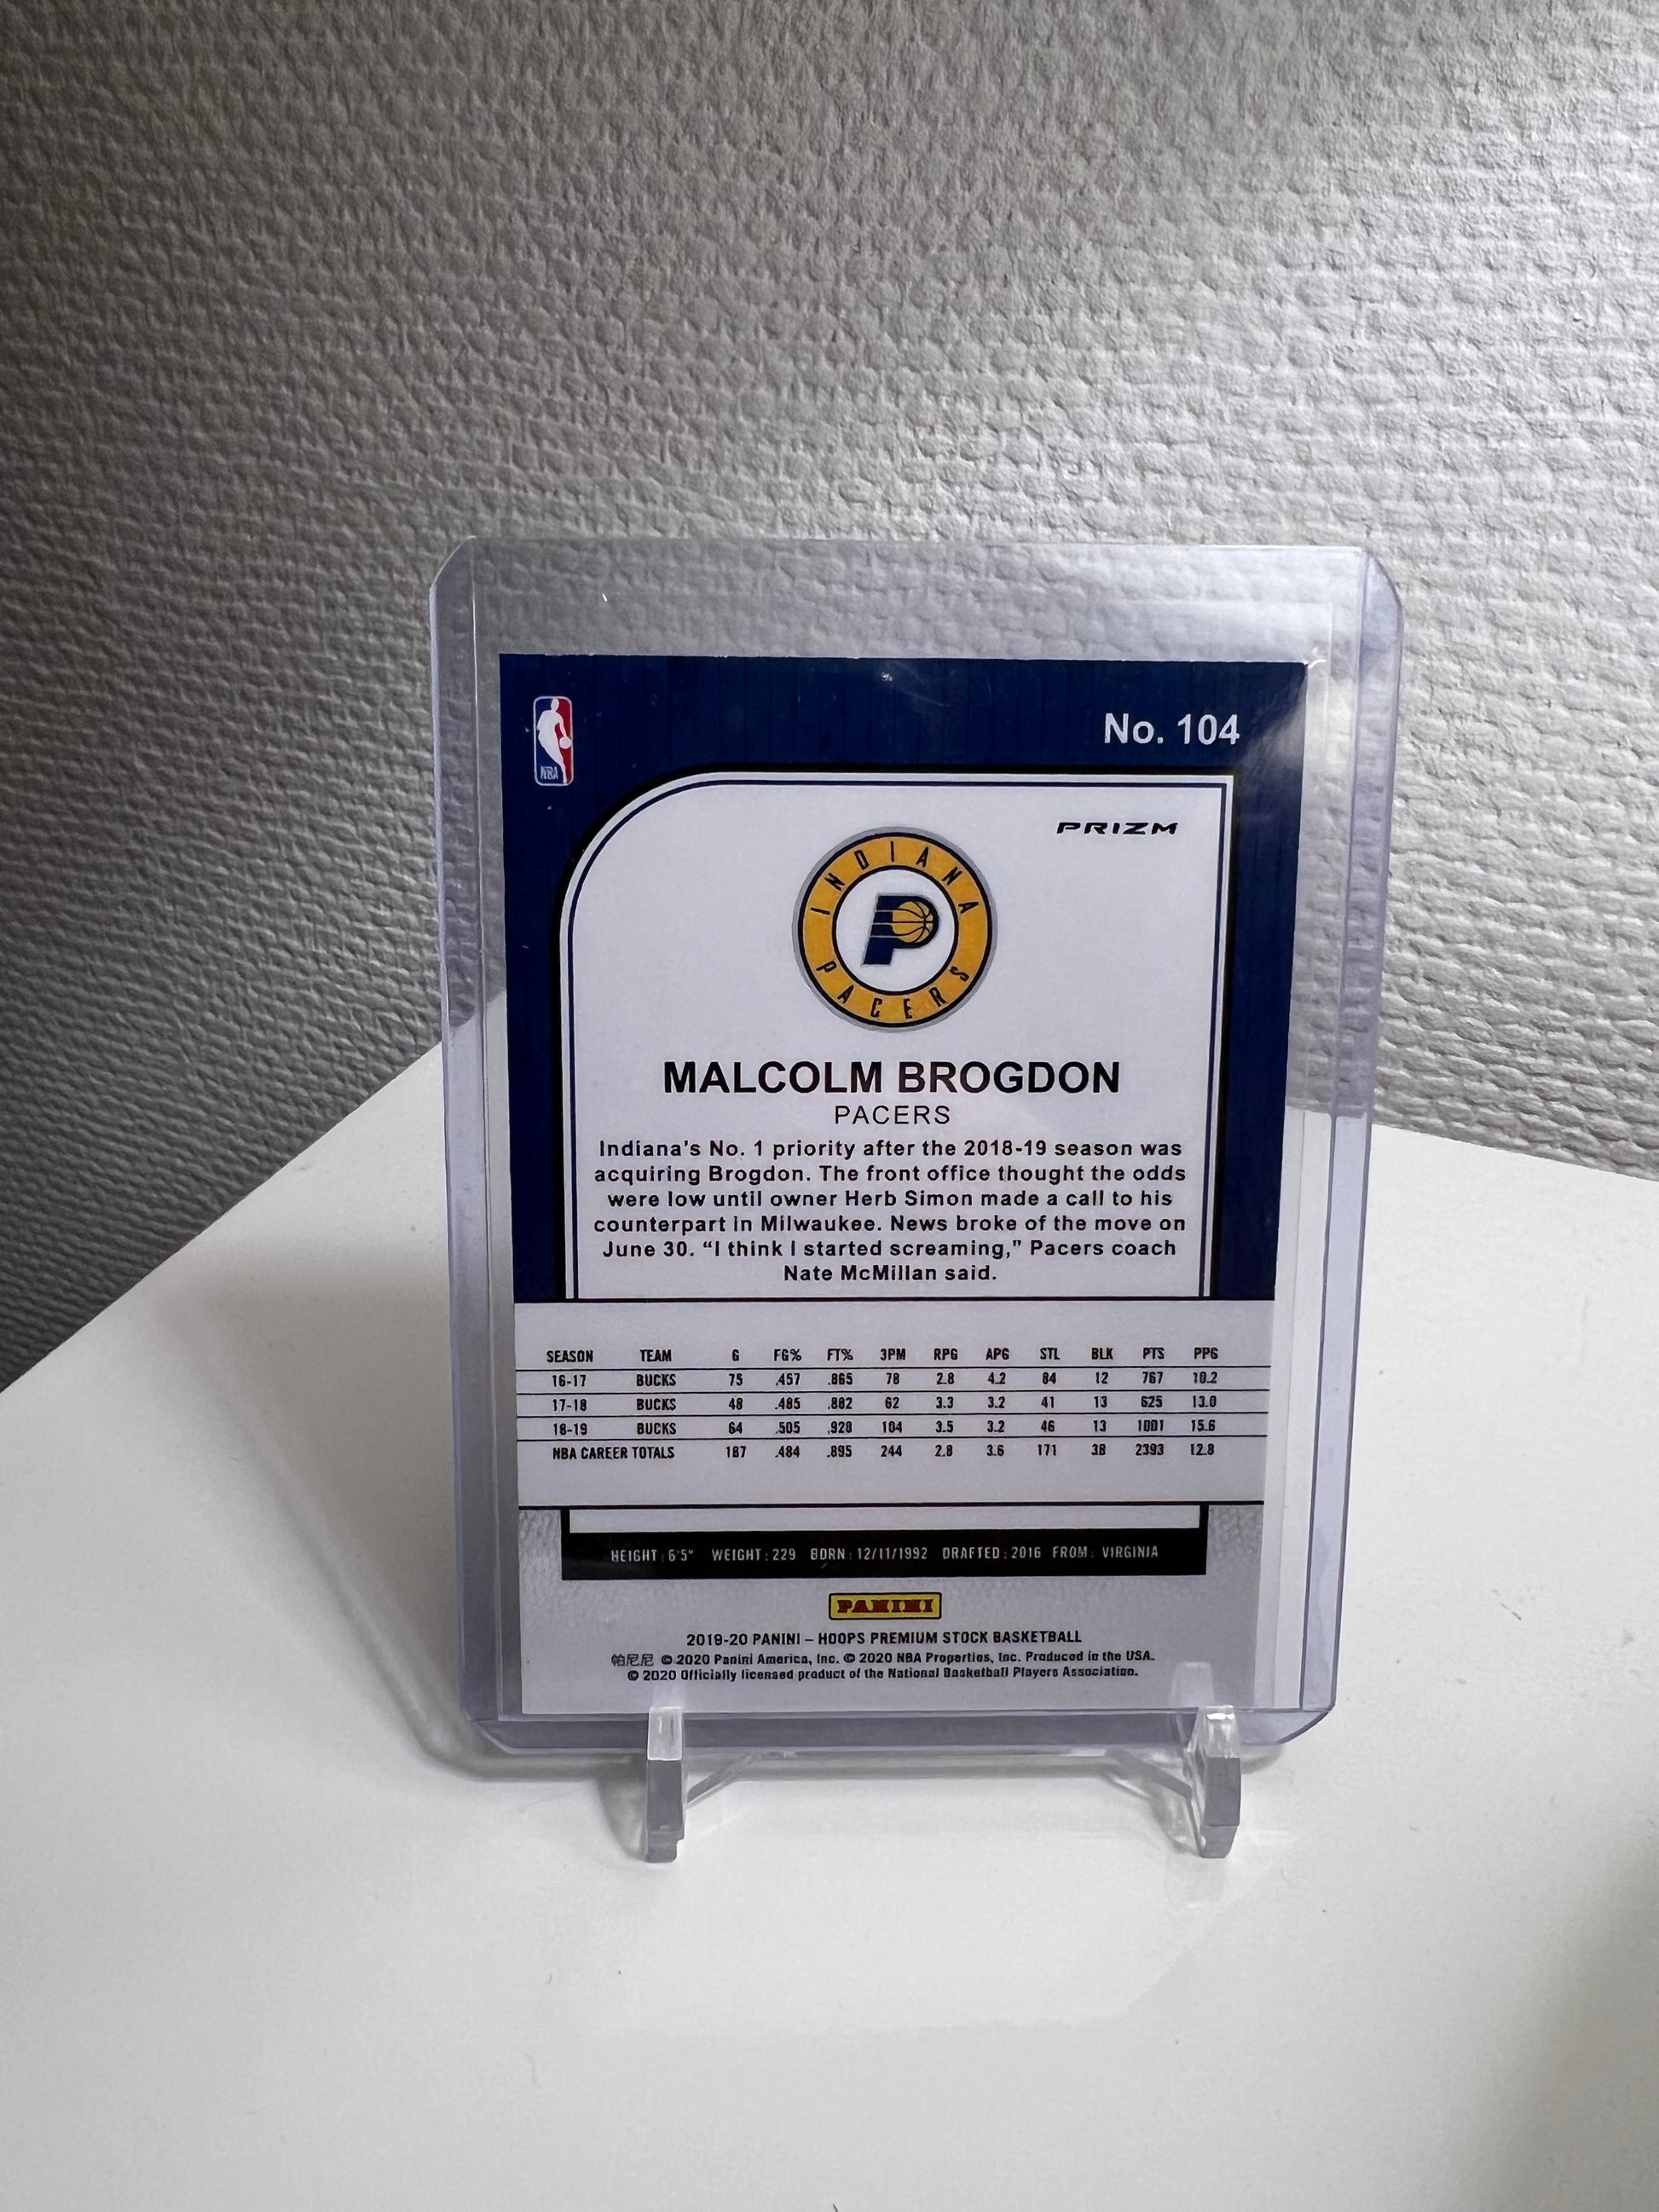 No. 104
NBA
PRIZM
INDIANA
PACERS
MALCOLM BROGDON
PACERS
Indiana's No. 1 priority after the 2018-19 season was
acquiring Brogdon. The front office thought the odds
were low until owner Herb Simon made a call to his
counterpart in Milwaukee. News broke of the move on
June 30. “I think I started screaming,” Pacers coach
Nate McMillan said.
SEASON TEAM G FG% FT% 3PM RPG APG STL BLK PTS PPG
16-17 BUCKS 75 .457 .865 78 2.8 4.2 84 12 767 10.2
17-18 BUCKS 48 .485 .882 62 3.3 3.2 41 13 625 13.0
18-19 BUCKS 64 .505 .928 104 3.5 3.2 46 13 1001 15.6
NBA CAREER TOTALS 187 .484 .895 244 2.8 3.6 171 38 2393 12.8
HEIGHT: 6'5" WEIGHT: 229 BORN: 12/11/1992 DRAFTED: 2016 FROM: VIRGINIA
PANINI
2019-20 PANINI – HOOPS PREMIUM STOCK BASKETBALL
帕尼尼 © 2020 Panini America, Inc. © 2020 NBA Properties, Inc. Produced in the USA.
© 2020 Officially licensed product of the National Basketball Players Association.